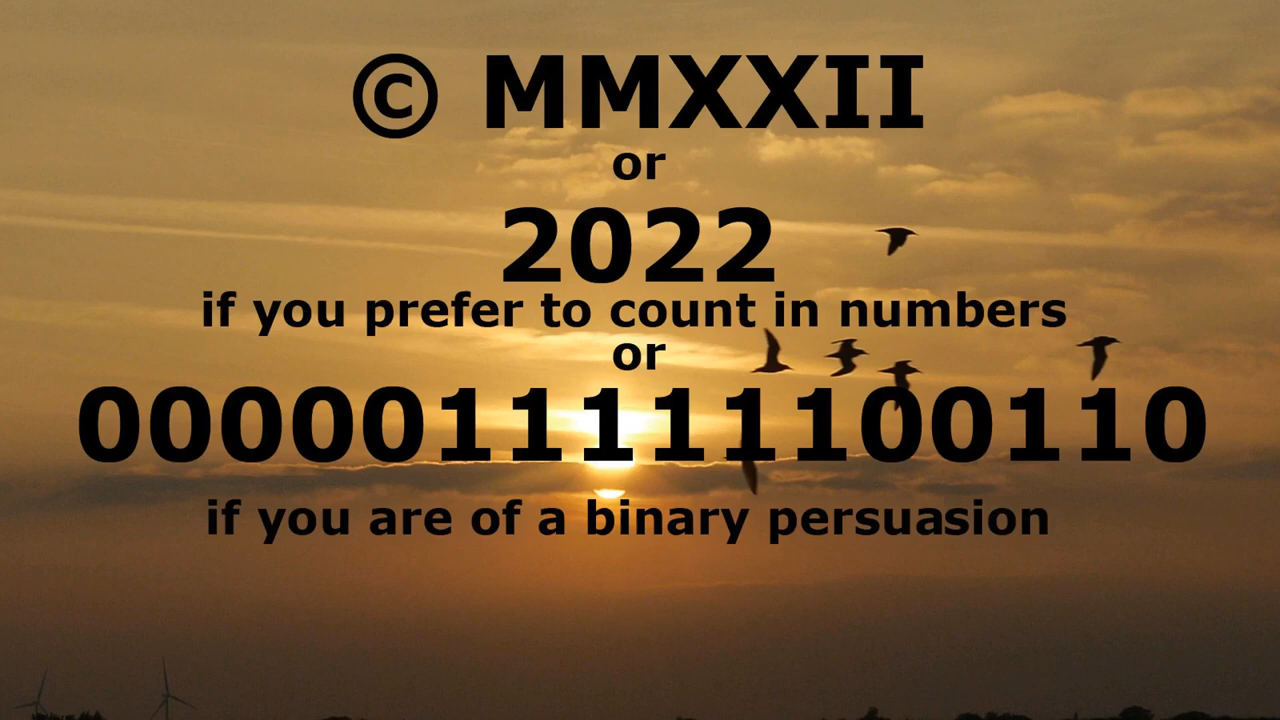 © MMXXII
or
2022
if you prefer to count in numbers
or
0000011111100110
if you are of a binary persuasion